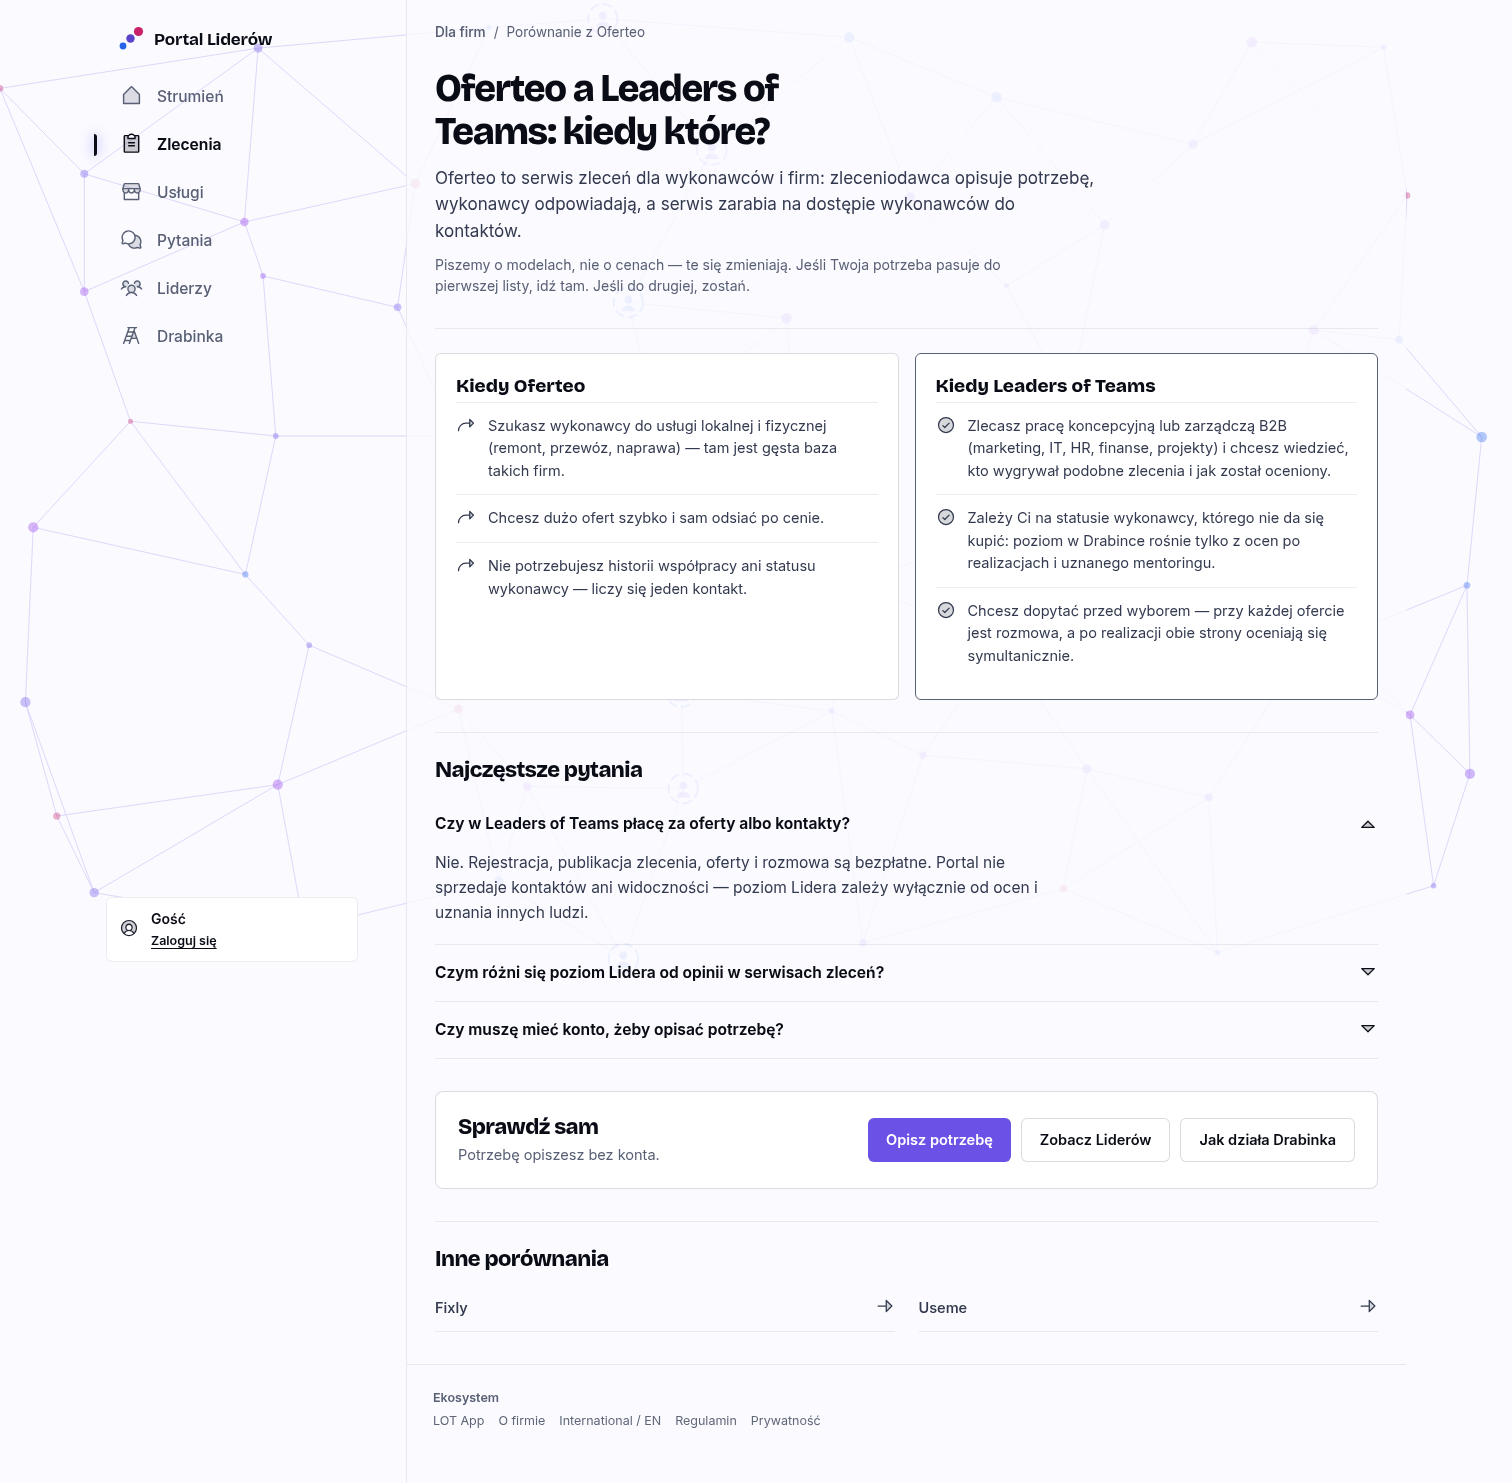 Portal Liderów
Strumień
Zlecenia
Usługi
Pytania
Liderzy
Drabinka
Gość
Zaloguj się
Dla firm / Porównanie z Oferteo
Oferteo a Leaders of
Teams: kiedy które?
Oferteo to serwis zleceń dla wykonawców i firm: zleceniodawca opisuje potrzebę,
wykonawcy odpowiadają, a serwis zarabia na dostępie wykonawców do
kontaktów.
Piszemy o modelach, nie o cenach — te się zmieniają. Jeśli Twoja potrzeba pasuje do
pierwszej listy, idź tam. Jeśli do drugiej, zostań.
Kiedy Oferteo
Szukasz wykonawcy do usługi lokalnej i fizycznej
(remont, przewóz, naprawa) — tam jest gęsta baza
takich firm.
Chcesz dużo ofert szybko i sam odsiać po cenie.
Nie potrzebujesz historii współpracy ani statusu
wykonawcy — liczy się jeden kontakt.
Kiedy Leaders of Teams
Zlecasz pracę koncepcyjną lub zarządczą B2B
(marketing, IT, HR, finanse, projekty) i chcesz wiedzieć,
kto wygrywał podobne zlecenia i jak został oceniony.
Zależy Ci na statusie wykonawcy, którego nie da się
kupić: poziom w Drabince rośnie tylko z ocen po
realizacjach i uznanego mentoringu.
Chcesz dopytać przed wyborem — przy każdej ofercie
jest rozmowa, a po realizacji obie strony oceniają się
symultanicznie.
Najczęstsze pytania
Czy w Leaders of Teams płacę za oferty albo kontakty?
Nie. Rejestracja, publikacja zlecenia, oferty i rozmowa są bezpłatne. Portal nie
sprzedaje kontaktów ani widoczności — poziom Lidera zależy wyłącznie od ocen i
uznania innych ludzi.
Czym różni się poziom Lidera od opinii w serwisach zleceń?
Czy muszę mieć konto, żeby opisać potrzebę?
Sprawdź sam
Potrzebę opiszesz bez konta.
Opisz potrzebę
Zobacz Liderów
Jak działa Drabinka
Inne porównania
Fixly
Useme
Ekosystem
LOT App O firmie International / EN Regulamin Prywatność